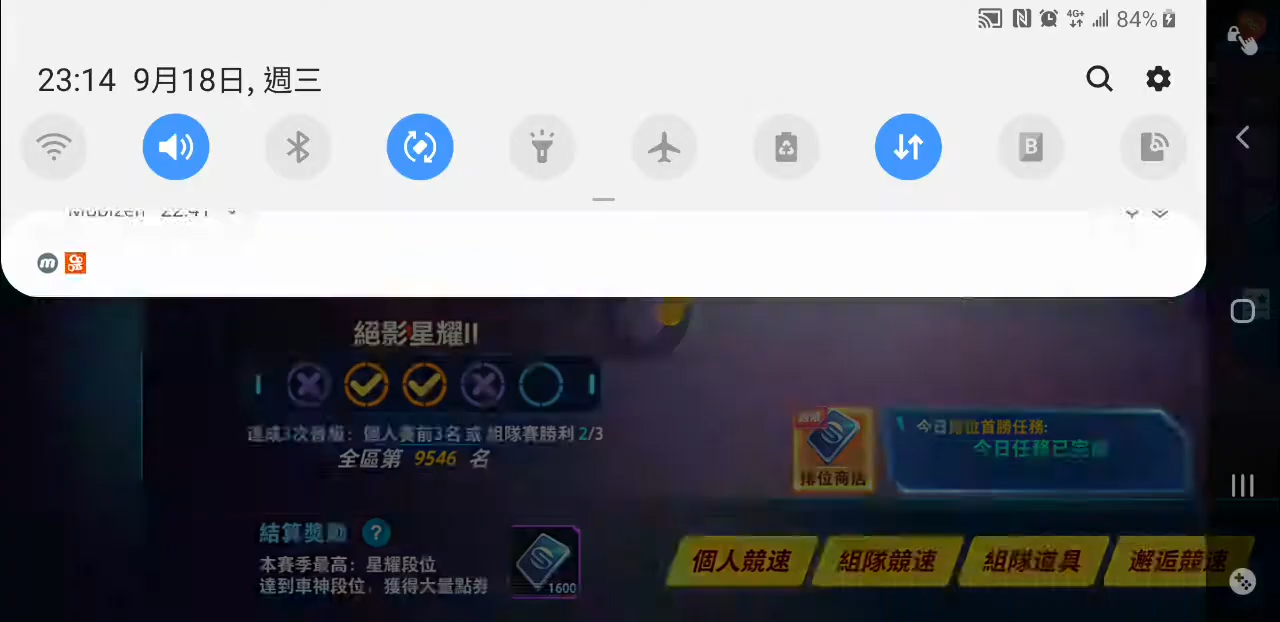 4G+ 84%
23:14 9月18日, 週三
B
Mobizen 22:41
絕影星耀II
達成3次晉級：個人賽前3名 或 組隊賽勝利 2/3
全區第 9546 名
今日排位首勝任務:
今日任務已完成
排位商店
結算獎勵 ?
本賽季最高：星耀段位
達到車神段位，獲得大量點券
1600
個人競速 組隊競速 組隊道具 邂逅競速